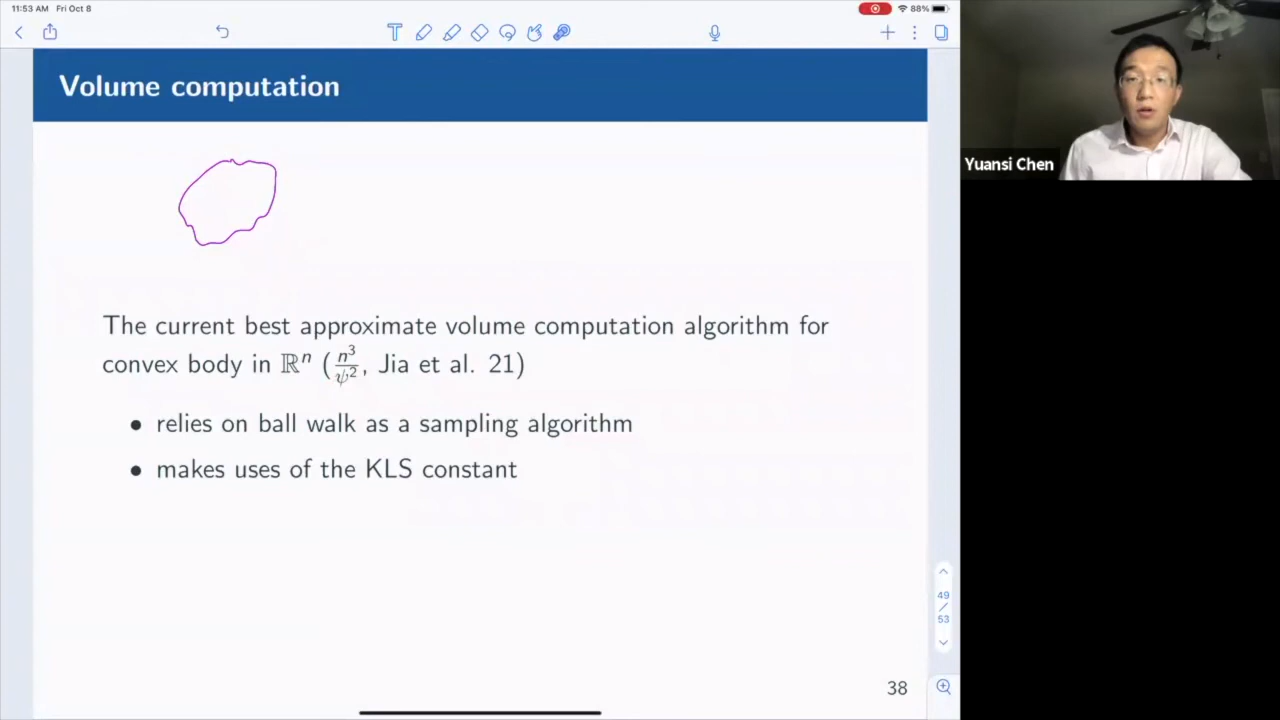 11:53 AM Fri Oct 8
88%
Volume computation
Yuansi Chen
The current best approximate volume computation algorithm for
convex body in ℝⁿ (n³/ψ², Jia et al. 21)
• relies on ball walk as a sampling algorithm
• makes uses of the KLS constant
49
/
53
38